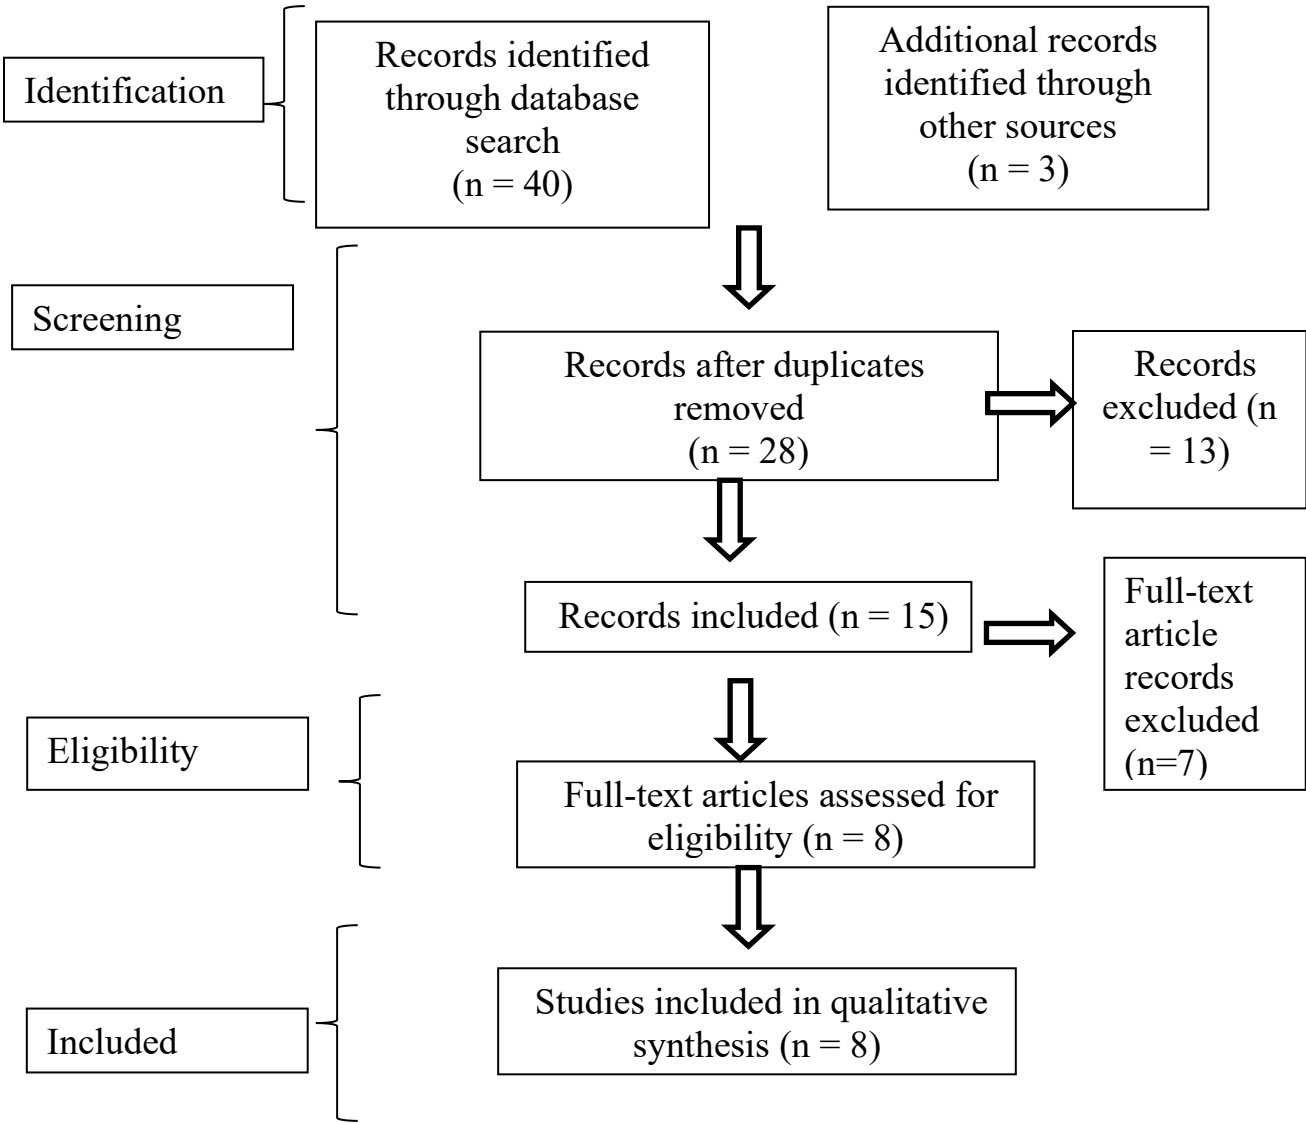 Identification
Records identified
through database
search
(n = 40)
Additional records
identified through
other sources
(n = 3)
Screening
Records after duplicates
removed
(n = 28)
Records
excluded (n
= 13)
Records included (n = 15)
Full-text
article
records
excluded
(n=7)
Eligibility
Full-text articles assessed for
eligibility (n = 8)
Included
Studies included in qualitative
synthesis (n = 8)